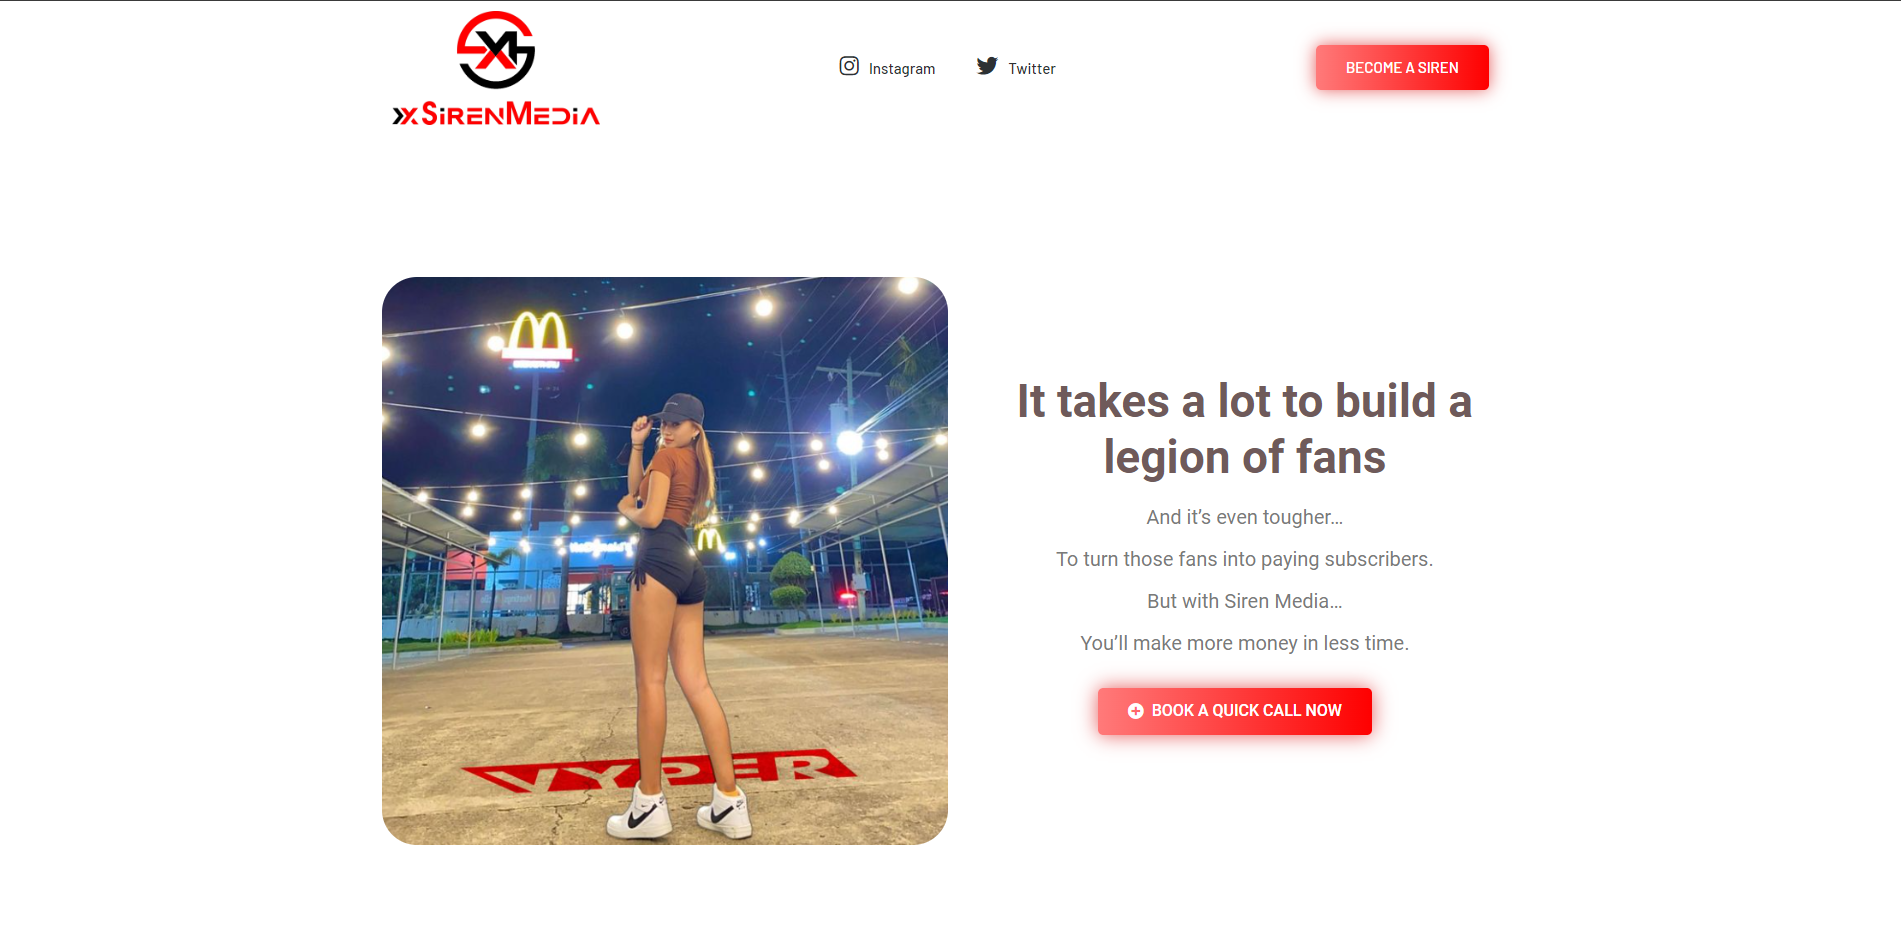 xSirenMedia
Instagram
Twitter
BECOME A SIREN
It takes a lot to build a
legion of fans
And it’s even tougher…
To turn those fans into paying subscribers.
But with Siren Media…
You’ll make more money in less time.
BOOK A QUICK CALL NOW
McDonald's
VYPER